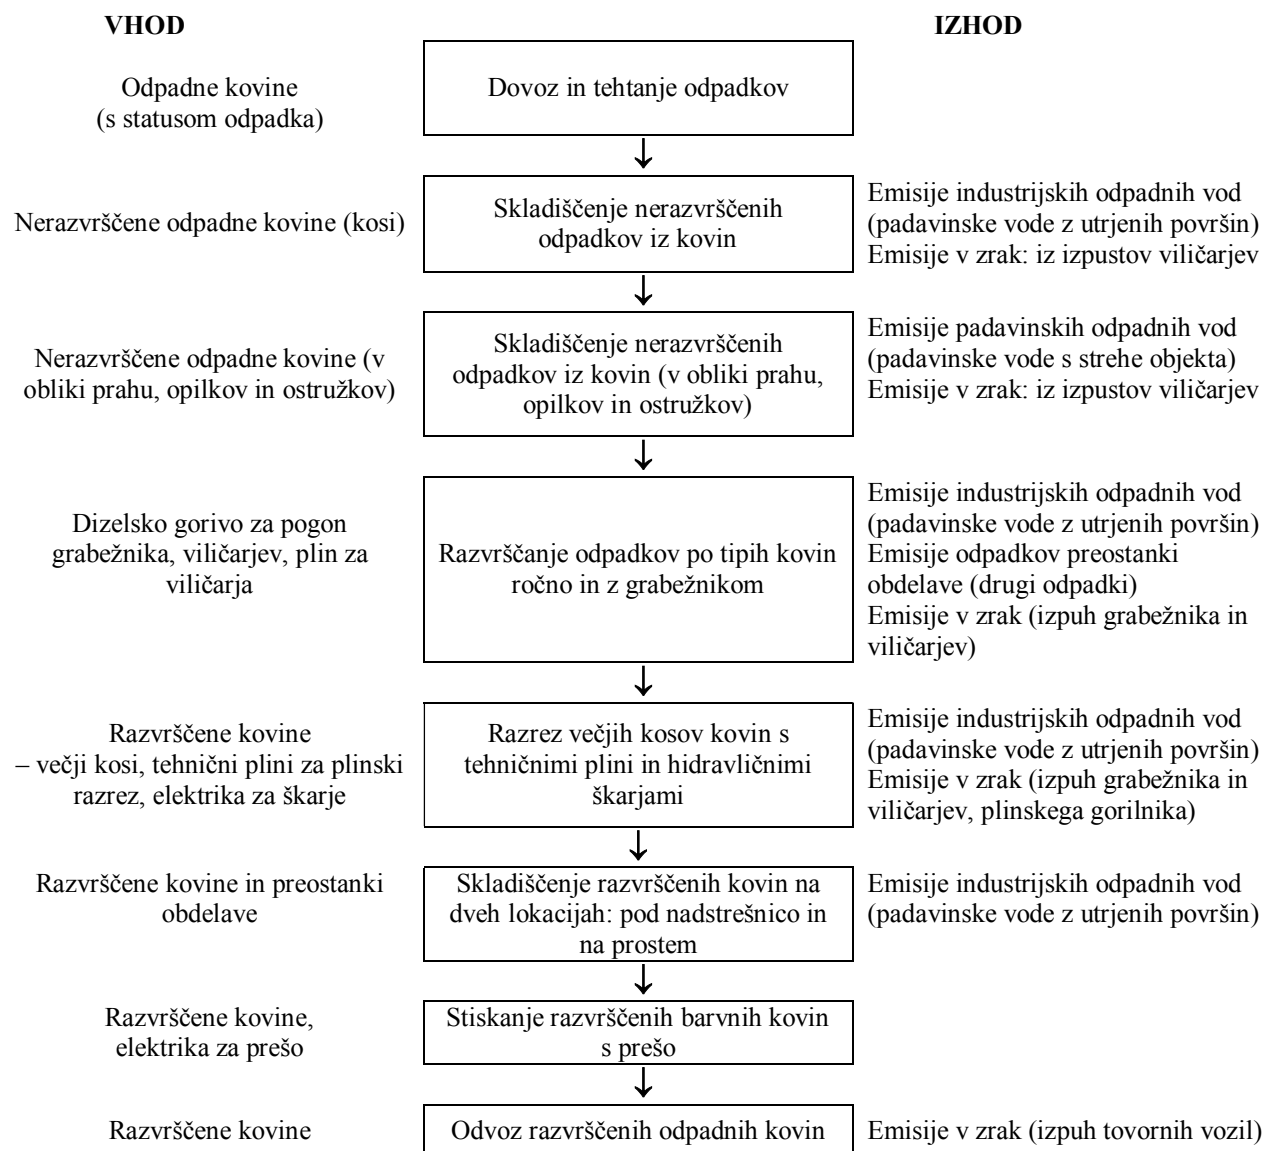 VHOD
IZHOD
Odpadne kovine
(s statusom odpadka)
Dovoz in tehtanje odpadkov
Nerazvrščene odpadne kovine (kosi)
Skladiščenje nerazvrščenih
odpadkov iz kovin
Emisije industrijskih odpadnih vod
(padavinske vode z utrjenih površin)
Emisije v zrak: iz izpustov viličarjev
Nerazvrščene odpadne kovine (v
obliki prahu, opilkov in ostružkov)
Skladiščenje nerazvrščenih
odpadkov iz kovin (v obliki prahu,
opilkov in ostružkov)
Emisije padavinskih odpadnih vod
(padavinske vode s strehe objekta)
Emisije v zrak: iz izpustov viličarjev
Dizelsko gorivo za pogon
grabežnika, viličarjev, plin za
viličarja
Razvrščanje odpadkov po tipih kovin
ročno in z grabežnikom
Emisije industrijskih odpadnih vod
(padavinske vode z utrjenih površin)
Emisije odpadkov preostanki
obdelave (drugi odpadki)
Emisije v zrak (izpuh grabežnika in
viličarjev)
Razvrščene kovine
– večji kosi, tehnični plini za plinski
razrez, elektrika za škarje
Razrez večjih kosov kovin s
tehničnimi plini in hidravličnimi
škarjami
Emisije industrijskih odpadnih vod
(padavinske vode z utrjenih površin)
Emisije v zrak (izpuh grabežnika in
viličarjev, plinskega gorilnika)
Razvrščene kovine in preostanki
obdelave
Skladiščenje razvrščenih kovin na
dveh lokacijah: pod nadstrešnico in
na prostem
Emisije industrijskih odpadnih vod
(padavinske vode z utrjenih površin)
Razvrščene kovine,
elektrika za prešo
Stiskanje razvrščenih barvnih kovin
s prešo
Razvrščene kovine
Odvoz razvrščenih odpadnih kovin
Emisije v zrak (izpuh tovornih vozil)